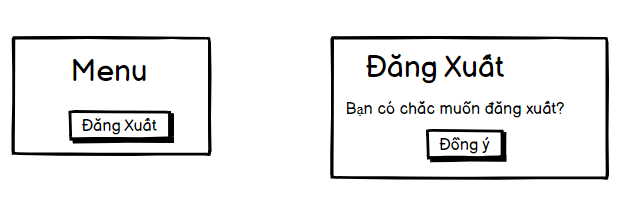 Menu
Đăng Xuất
Đăng Xuất
Bạn có chắc muốn đăng xuất?
Đồng ý